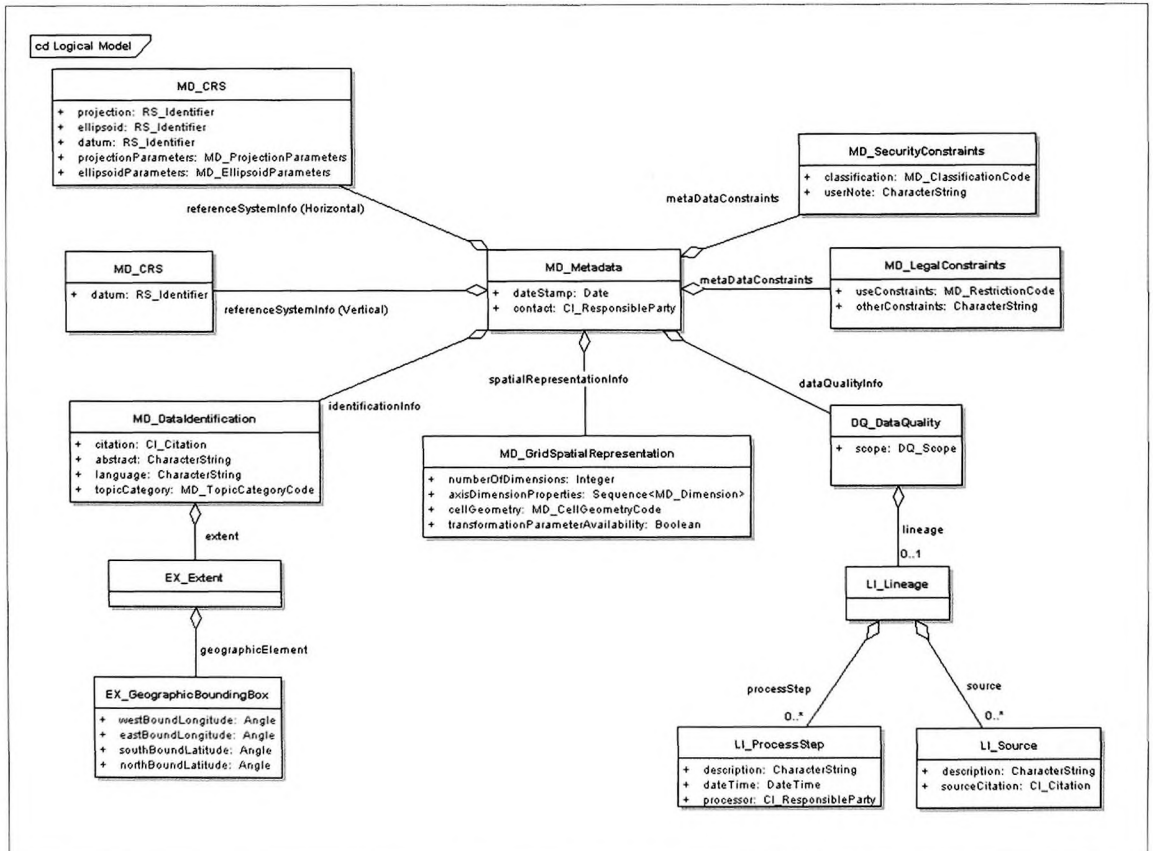 cd Logical Model
MD_CRS
+ projection: RS_Identifier
+ ellipsoid: RS_Identifier
+ datum: RS_Identifier
+ projectionParameters: MD_ProjectionParameters
+ ellipsoidParameters: MD_EllipsoidParameters
referenceSystemInfo (Horizontal)
MD_SecurityConstraints
+ classification: MD_ClassificationCode
+ userNote: CharacterString
metaDataConstraints
MD_CRS
+ datum: RS_Identifier
referenceSystemInfo (Vertical)
MD_Metadata
+ dateStamp: Date
+ contact: CI_ResponsibleParty
metaDataConstraints
MD_LegalConstraints
+ useConstraints: MD_RestrictionCode
+ otherConstraints: CharacterString
spatialRepresentationInfo
dataQualityInfo
identificationInfo
MD_DataIdentification
+ citation: CI_Citation
+ abstract: CharacterString
+ language: CharacterString
+ topicCategory: MD_TopicCategoryCode
MD_GridSpatialRepresentation
+ numberOfDimensions: Integer
+ axisDimensionProperties: Sequence<MD_Dimension>
+ cellGeometry: MD_CellGeometryCode
+ transformationParameterAvailability: Boolean
DQ_DataQuality
+ scope: DQ_Scope
extent
lineage
0..1
EX_Extent
LI_Lineage
geographicElement
EX_GeographicBoundingBox
+ westBoundLongitude: Angle
+ eastBoundLongitude: Angle
+ southBoundLatitude: Angle
+ northBoundLatitude: Angle
processStep
0..*
source
0..*
LI_ProcessStep
+ description: CharacterString
+ dateTime: DateTime
+ processor: CI_ResponsibleParty
LI_Source
+ description: CharacterString
+ sourceCitation: CI_Citation